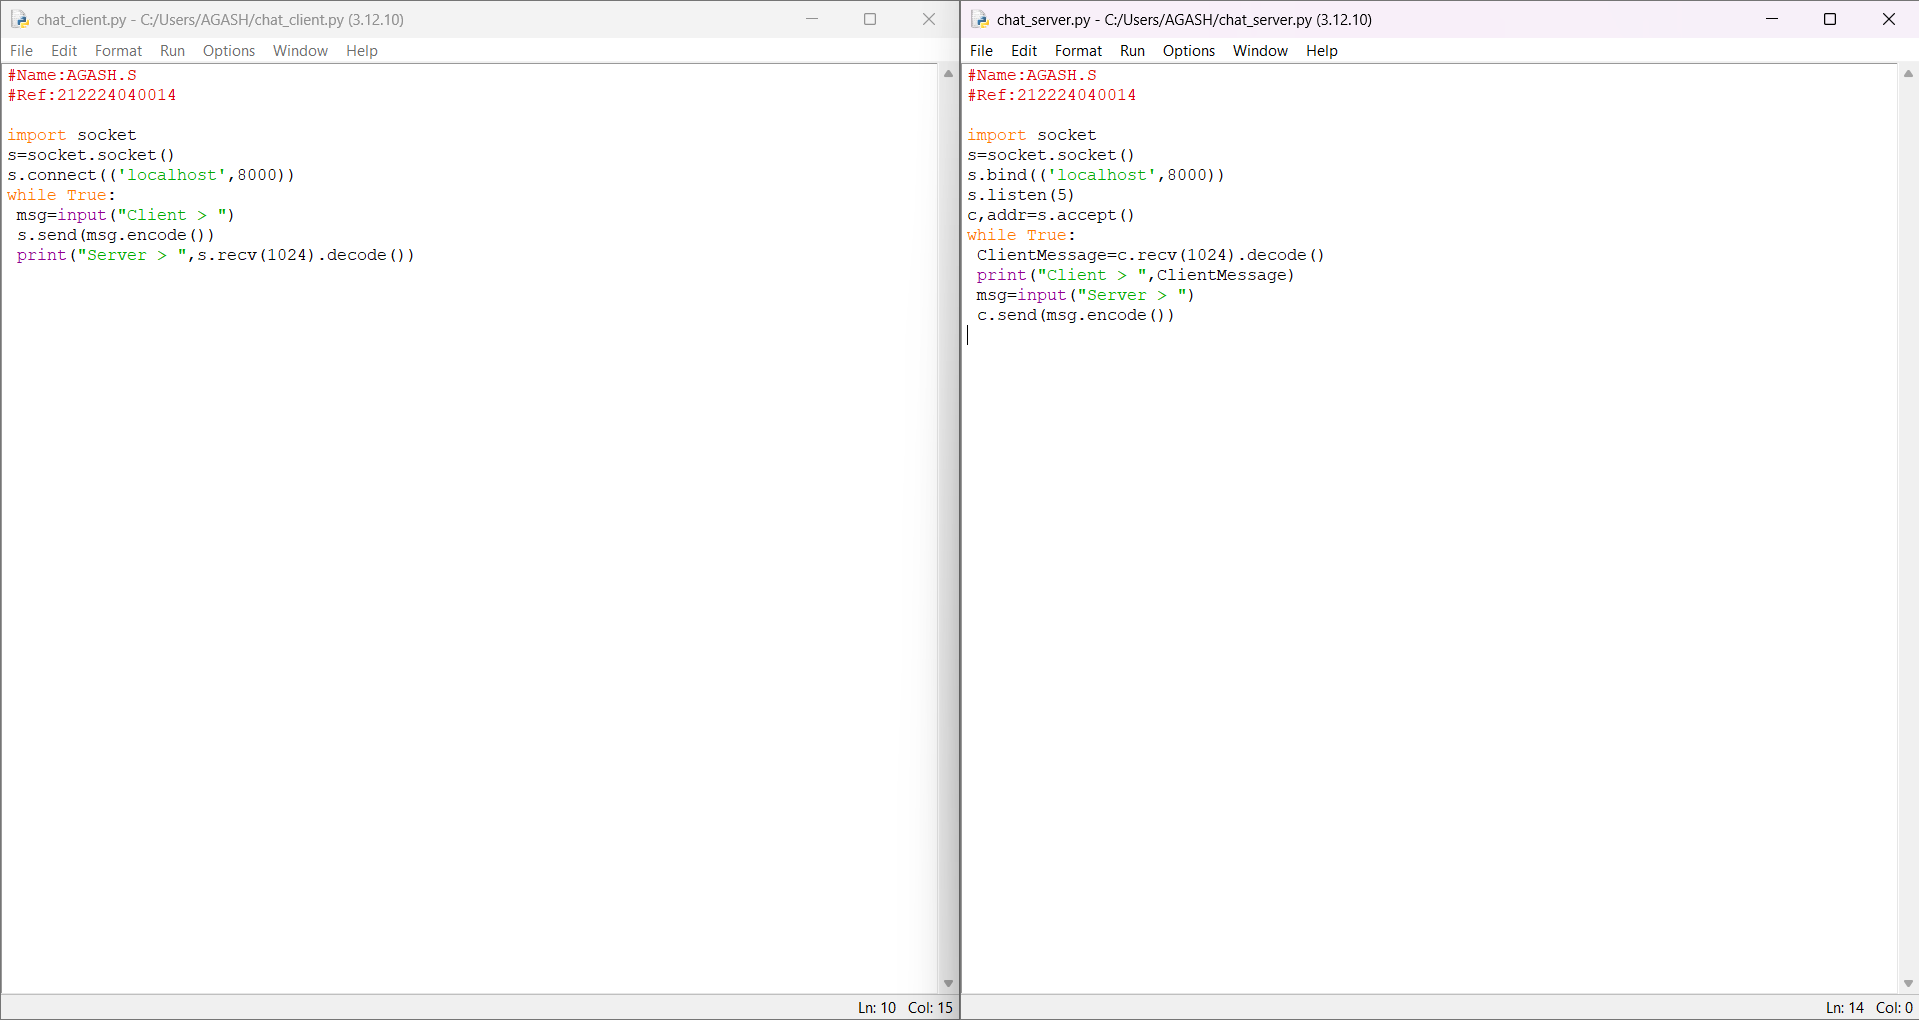 chat_client.py - C:/Users/AGASH/chat_client.py (3.12.10)
File Edit Format Run Options Window Help
#Name:AGASH.S
#Ref:212224040014

import socket
s=socket.socket()
s.connect(('localhost',8000))
while True:
 msg=input("Client > ")
 s.send(msg.encode())
 print("Server > ",s.recv(1024).decode())
Ln: 10 Col: 15
chat_server.py - C:/Users/AGASH/chat_server.py (3.12.10)
File Edit Format Run Options Window Help
#Name:AGASH.S
#Ref:212224040014

import socket
s=socket.socket()
s.bind(('localhost',8000))
s.listen(5)
c,addr=s.accept()
while True:
 ClientMessage=c.recv(1024).decode()
 print("Client > ",ClientMessage)
 msg=input("Server > ")
 c.send(msg.encode())
Ln: 14 Col: 0